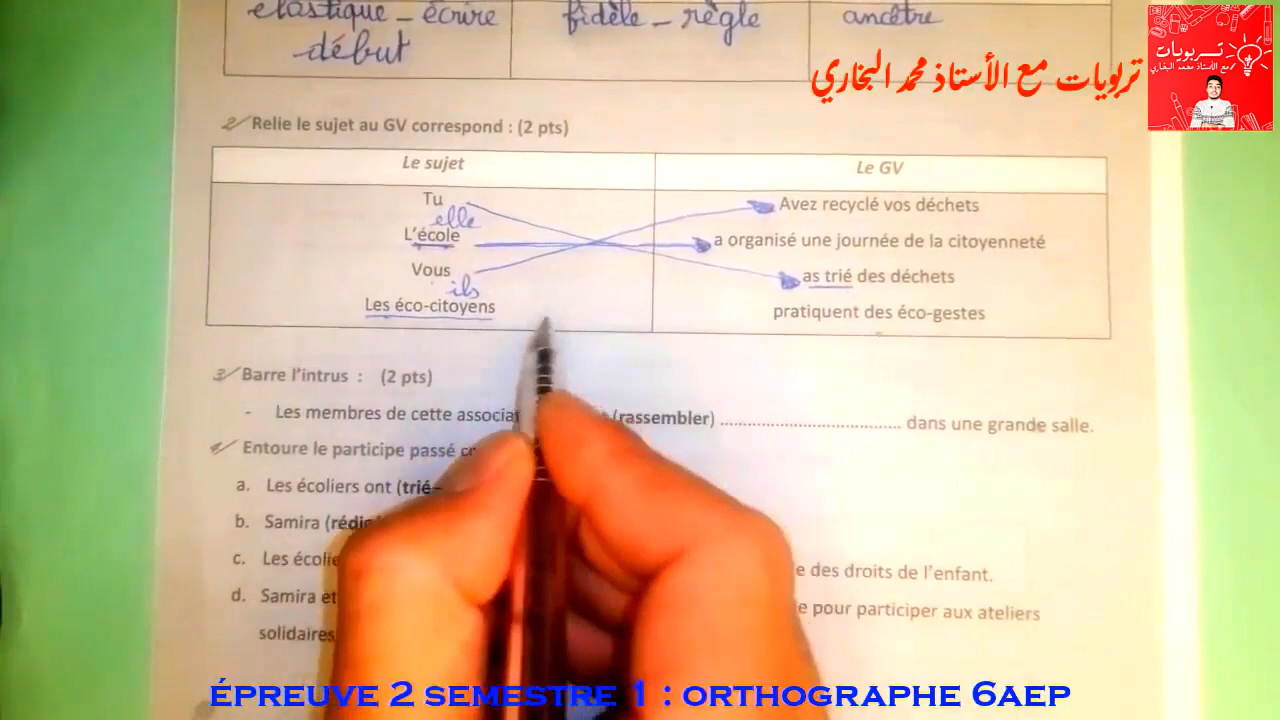 élastique – écrire
début
fidèle – règle
ancêtre
تربويات مع الأستاذ محمد البخاري
تربويات
مع الأستاذ محمد البخاري
2/ Relie le sujet au GV correspond : (2 pts)
Le sujet
Le GV
Tu
Avez recyclé vos déchets
elle
L'école
a organisé une journée de la citoyenneté
Vous
as trié des déchets
ils
Les éco-citoyens
pratiquent des éco-gestes
3/ Barre l'intrus : (2 pts)
- Les membres de cette (rassembler) .................................... dans une grande salle.
4/ Entoure le participe passé
a. Les écoliers ont (trié–
b. Samira
c. Les des droits de l'enfant.
d. Samira et pour participer aux ateliers
solidaires
épreuve 2 semestre 1 : orthographe 6aep